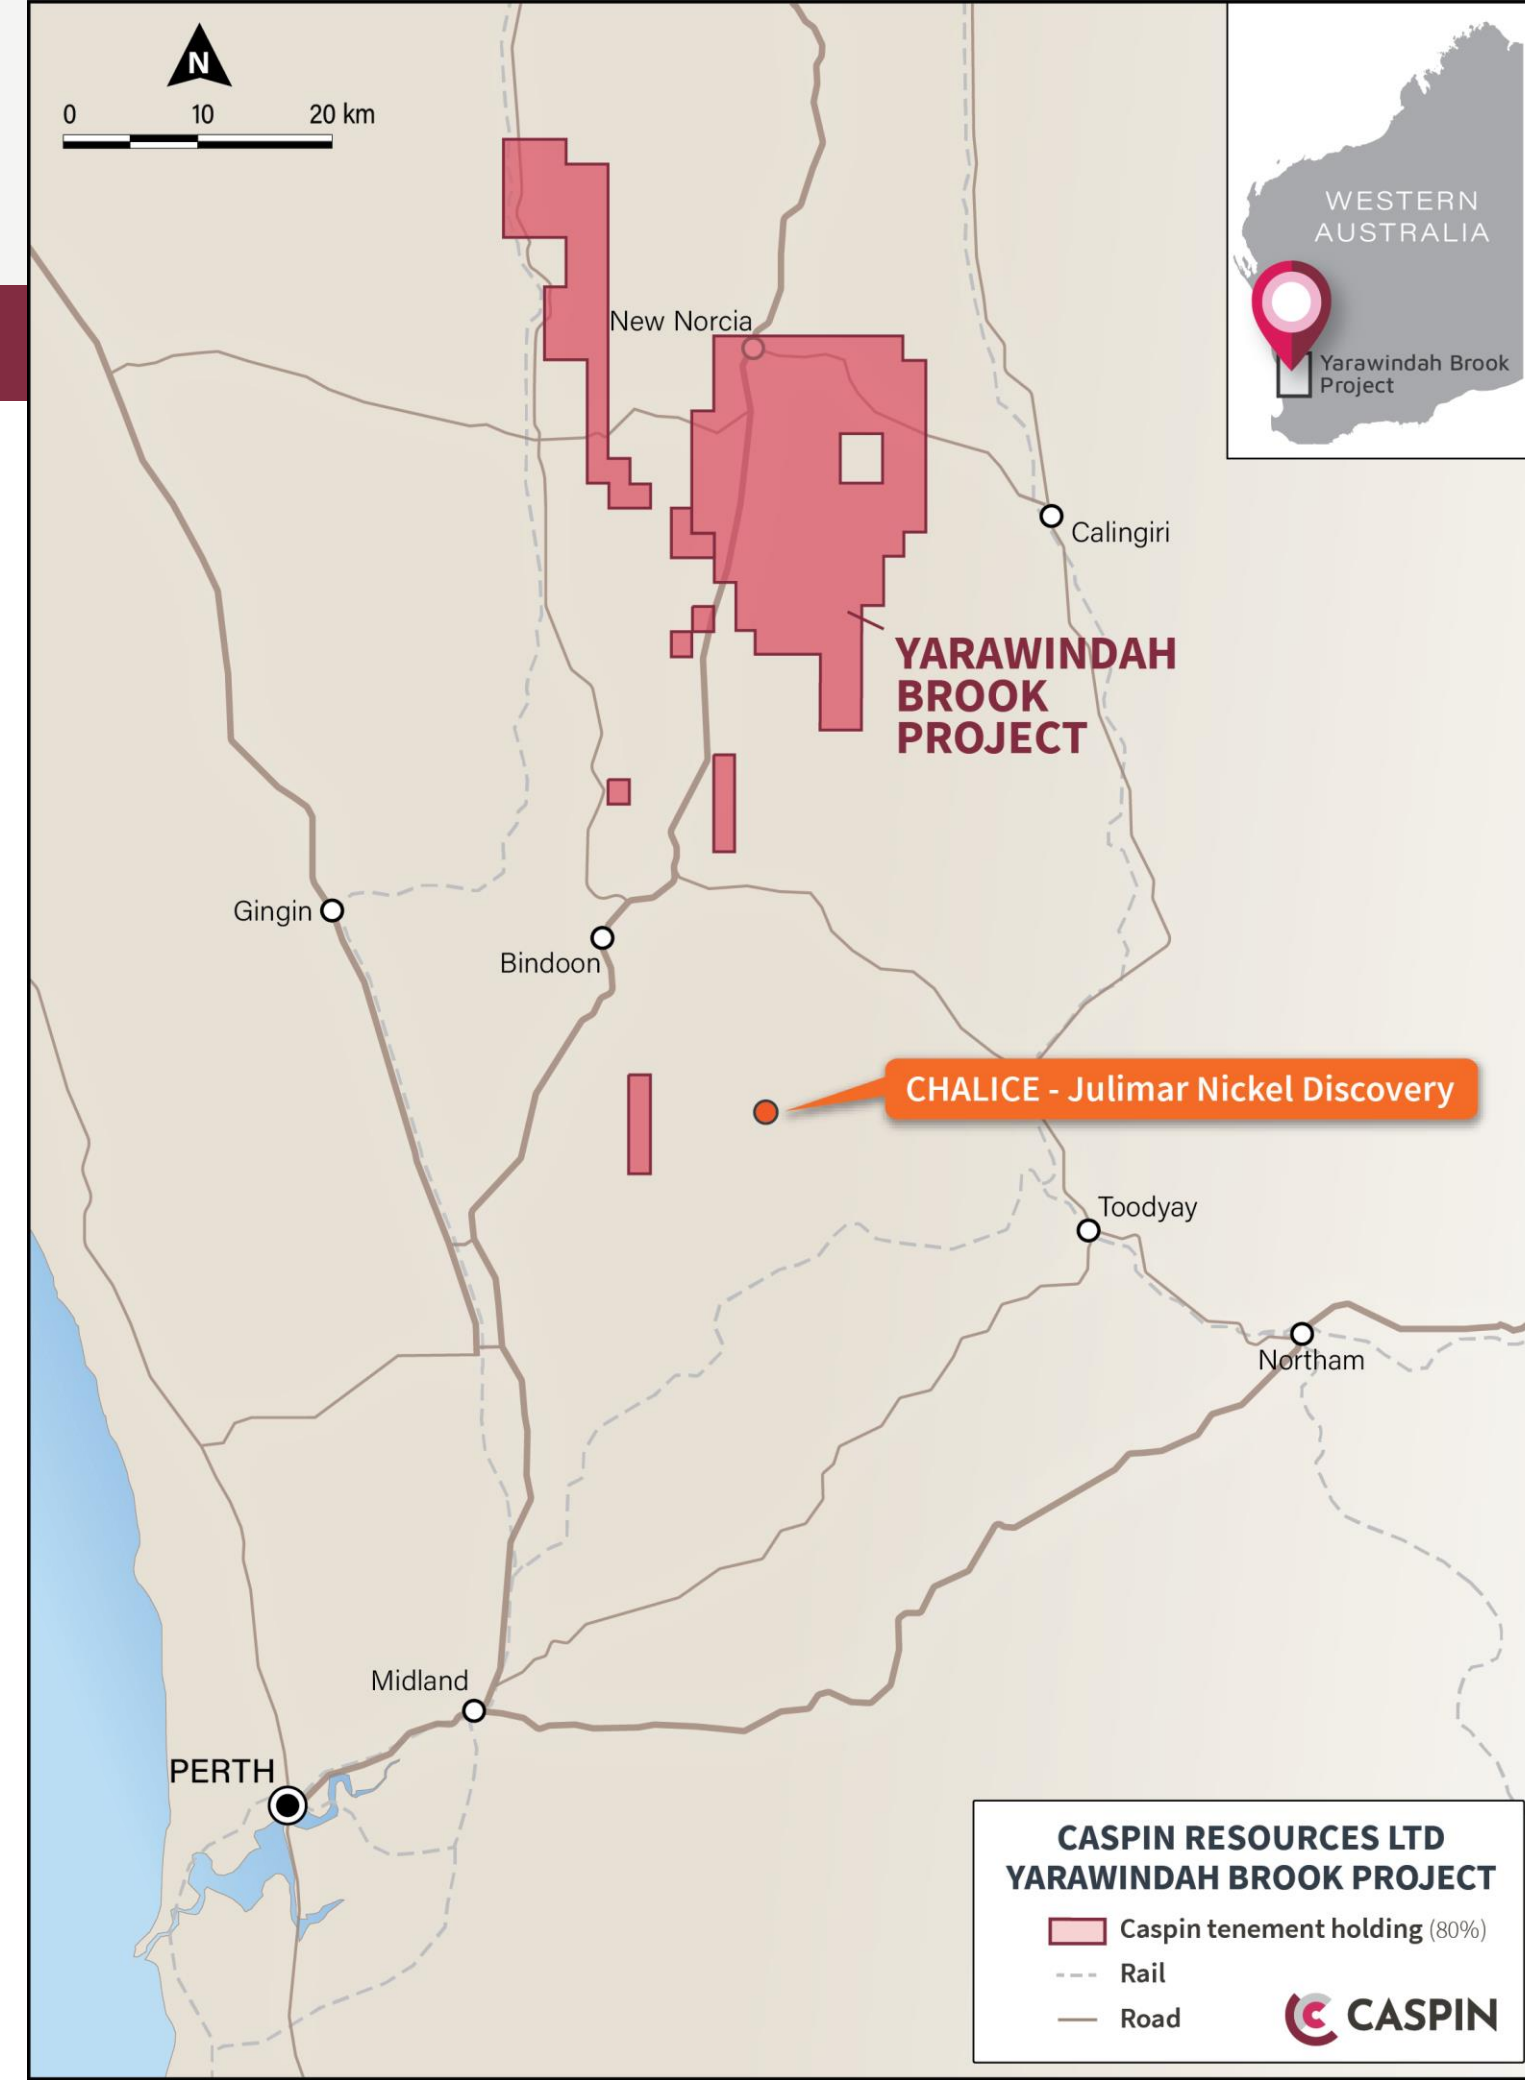 N
0 10 20 km
WESTERN
AUSTRALIA
Yarawindah Brook
Project
New Norcia
Calingiri
YARAWINDAH
BROOK
PROJECT
Gingin
Bindoon
CHALICE - Julimar Nickel Discovery
Toodyay
Northam
Midland
PERTH
CASPIN RESOURCES LTD
YARAWINDAH BROOK PROJECT
Caspin tenement holding (80%)
Rail
Road
CASPIN